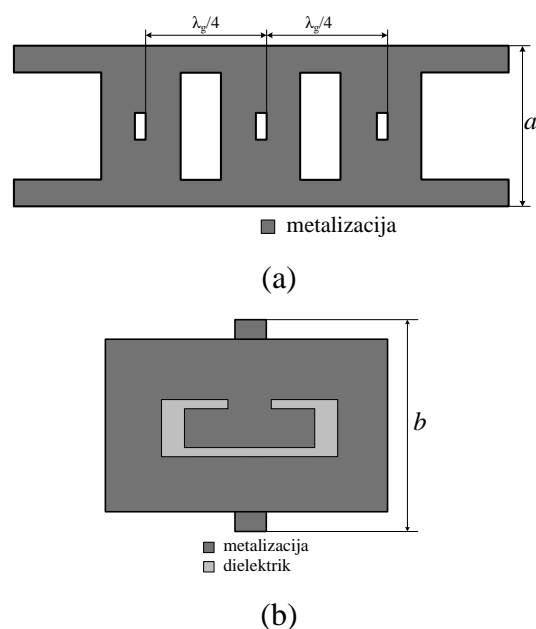 λg/4 λg/4
a
metalizacija
(a)
b
metalizacija
dielektrik
(b)